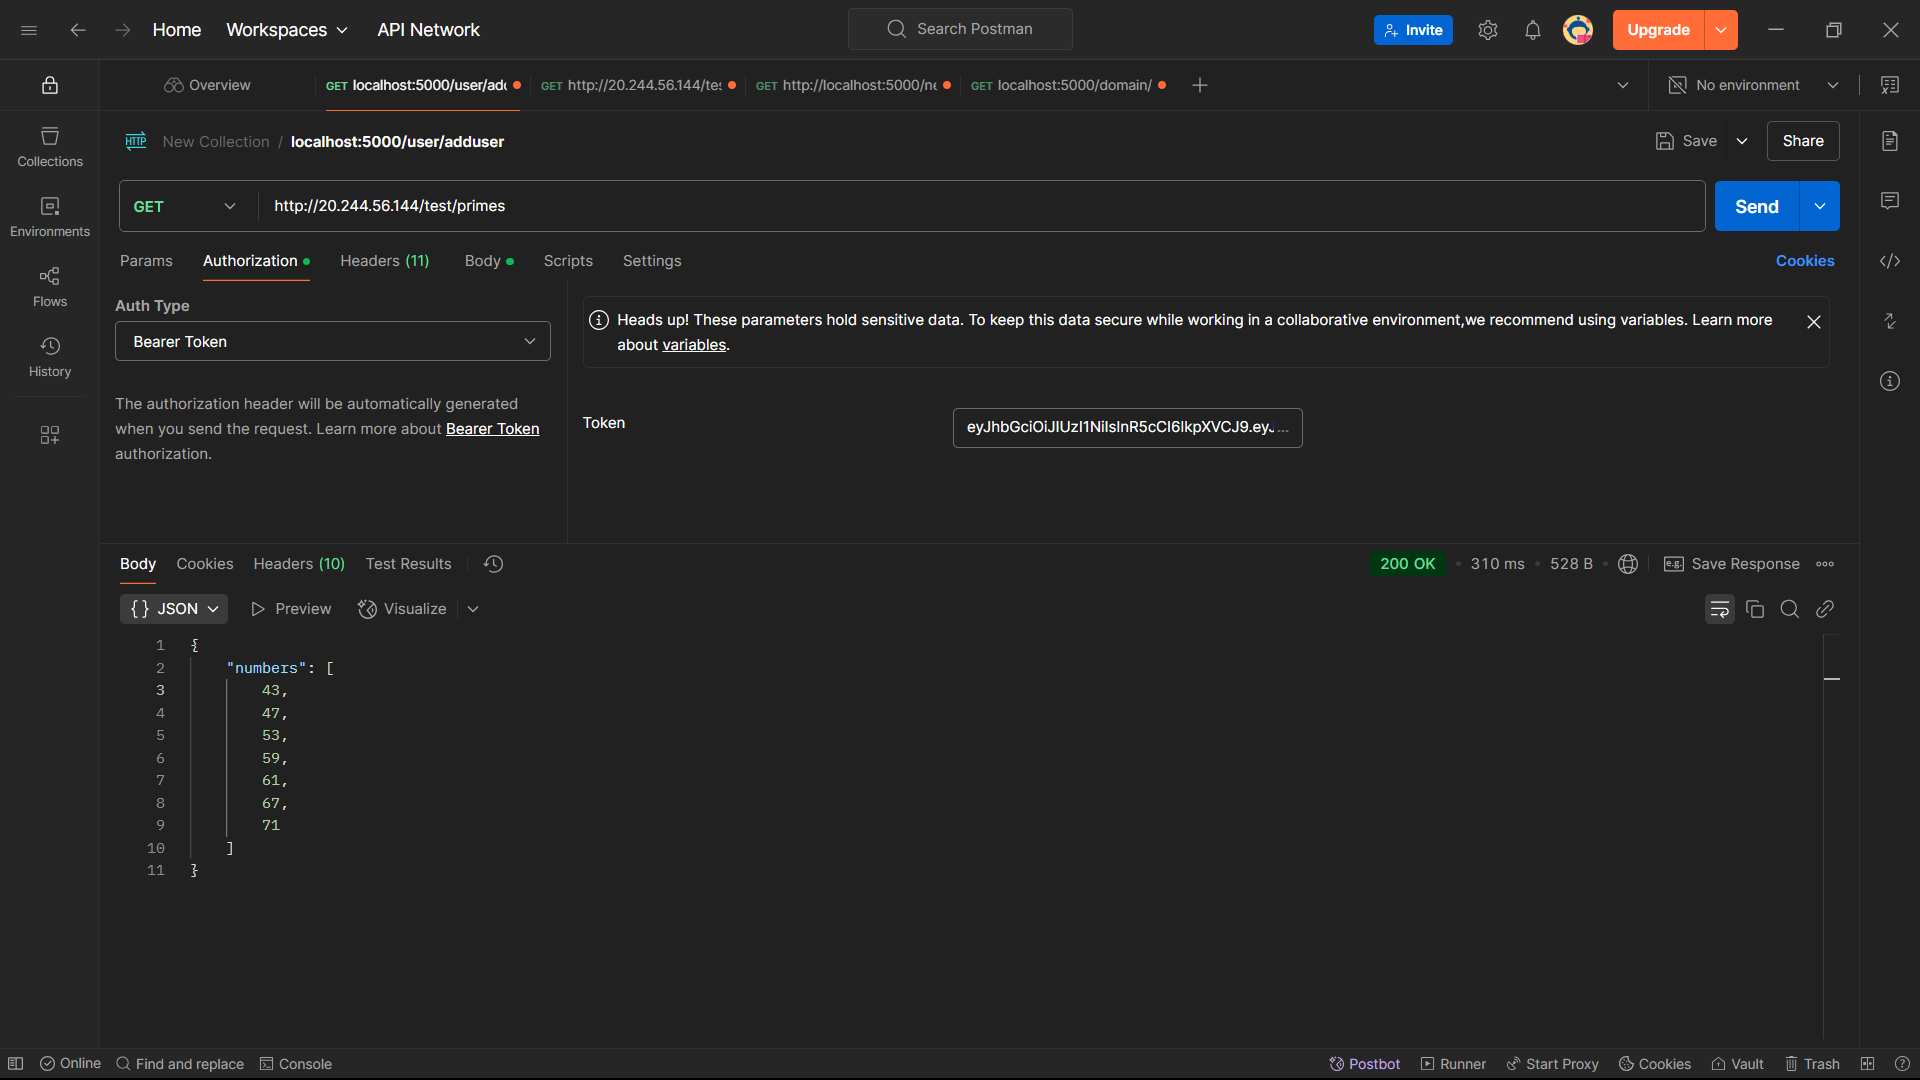 Home Workspaces API Network Search Postman Invite Upgrade
Overview GET localhost:5000/user/add GET http://20.244.56.144/tes GET http://localhost:5000/ne GET localhost:5000/domain/ No environment
HTTP New Collection / localhost:5000/user/adduser Save Share
Collections
Environments
Flows
History
GET http://20.244.56.144/test/primes Send
Params Authorization Headers (11) Body Scripts Settings Cookies
Auth Type
Bearer Token
The authorization header will be automatically generated
when you send the request. Learn more about Bearer Token
authorization.
Heads up! These parameters hold sensitive data. To keep this data secure while working in a collaborative environment,we recommend using variables. Learn more
about variables.
Token eyJhbGciOiJIUzI1NiIsInR5cCI6IkpXVCJ9.eyJ...
Body Cookies Headers (10) Test Results 200 OK • 310 ms • 528 B e.g. Save Response
{} JSON Preview Visualize
1 {
2 "numbers": [
3 43,
4 47,
5 53,
6 59,
7 61,
8 67,
9 71
10 ]
11 }
Online Find and replace Console Postbot Runner Start Proxy Cookies Vault Trash